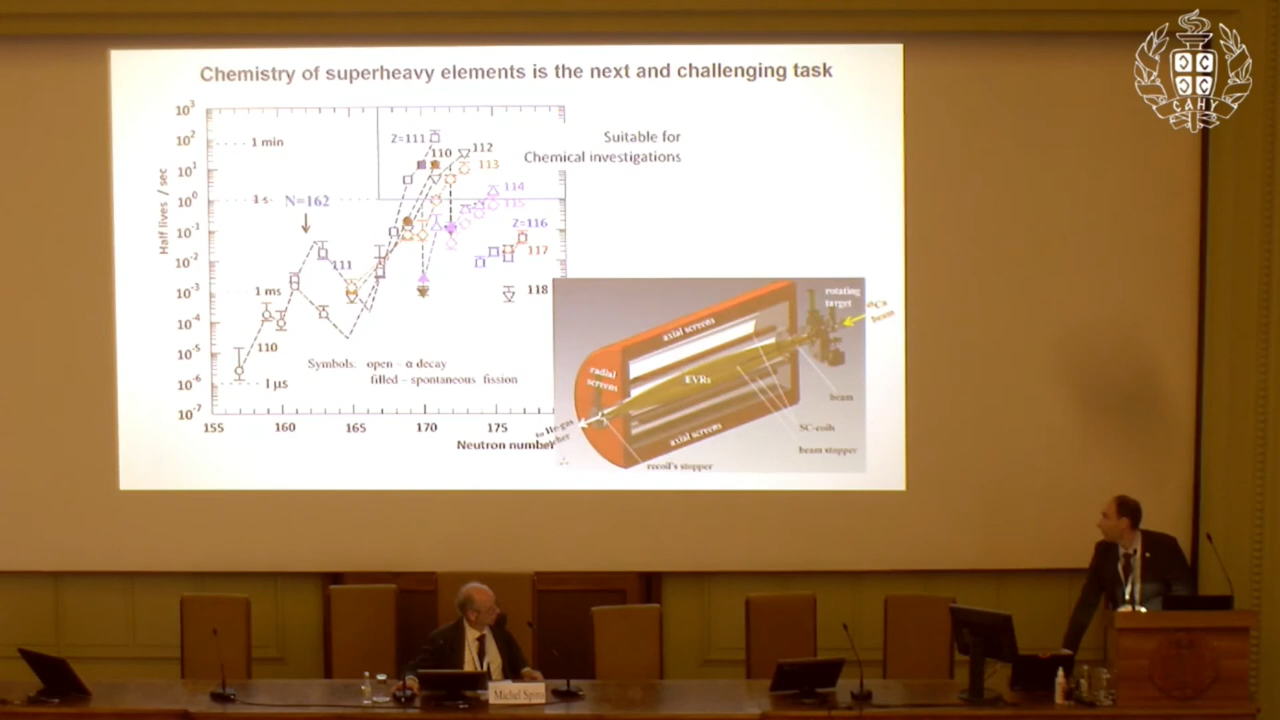 Chemistry of superheavy elements is the next and challenging task
10³
10²
10¹
10⁰
10⁻¹
10⁻²
10⁻³
10⁻⁴
10⁻⁵
10⁻⁶
10⁻⁷
Half lives / sec
1 min
1 s
1 ms
1 µs
N=162
Z=111
110
112
113
114
115
Z=116
117
118
111
110
Suitable for
Chemical investigations
Symbols: open - α decay
filled - spontaneous fission
155
160
165
170
175
Neutron number
axial screens
rotating
target
beam
radial
screens
EVRs
beam
SC-coils
beam stopper
axial screens
recoil's stopper
Michel Spiro
САНУ